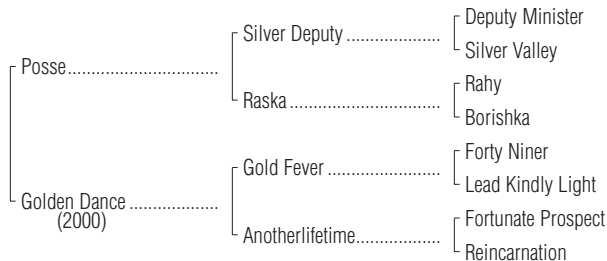 Deputy Minister
Silver Deputy ....................
Silver Valley
Posse................................
Rahy
Raska ................................
Borishka
Forty Niner
Gold Fever .......................
Lead Kindly Light
Golden Dance ...................
(2000)
Fortunate Prospect
Anotherlifetime..................
Reincarnation